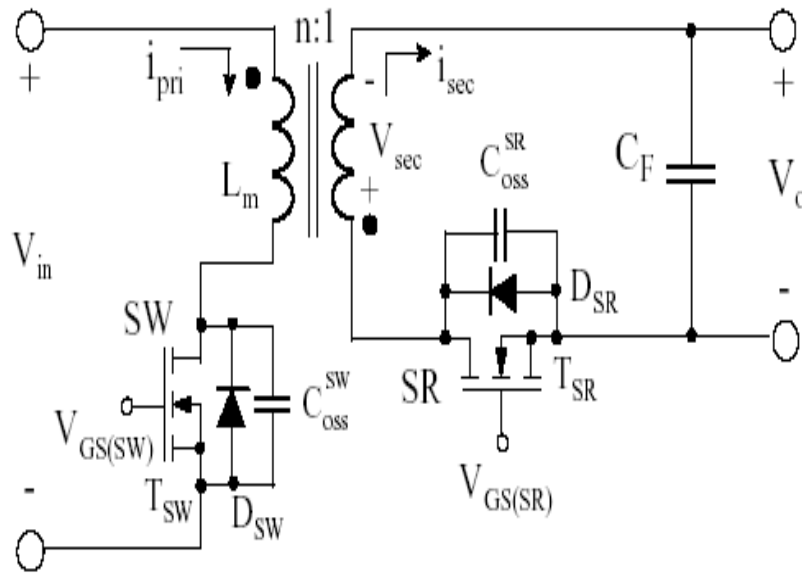 n:1
i_pri
i_sec
+
-
+
V_sec
C_oss^SR
C_F
V_o
L_m
+
V_in
D_SR
-
SW
SR
T_SR
C_oss^SW
V_GS(SW)
V_GS(SR)
-
T_SW
D_SW